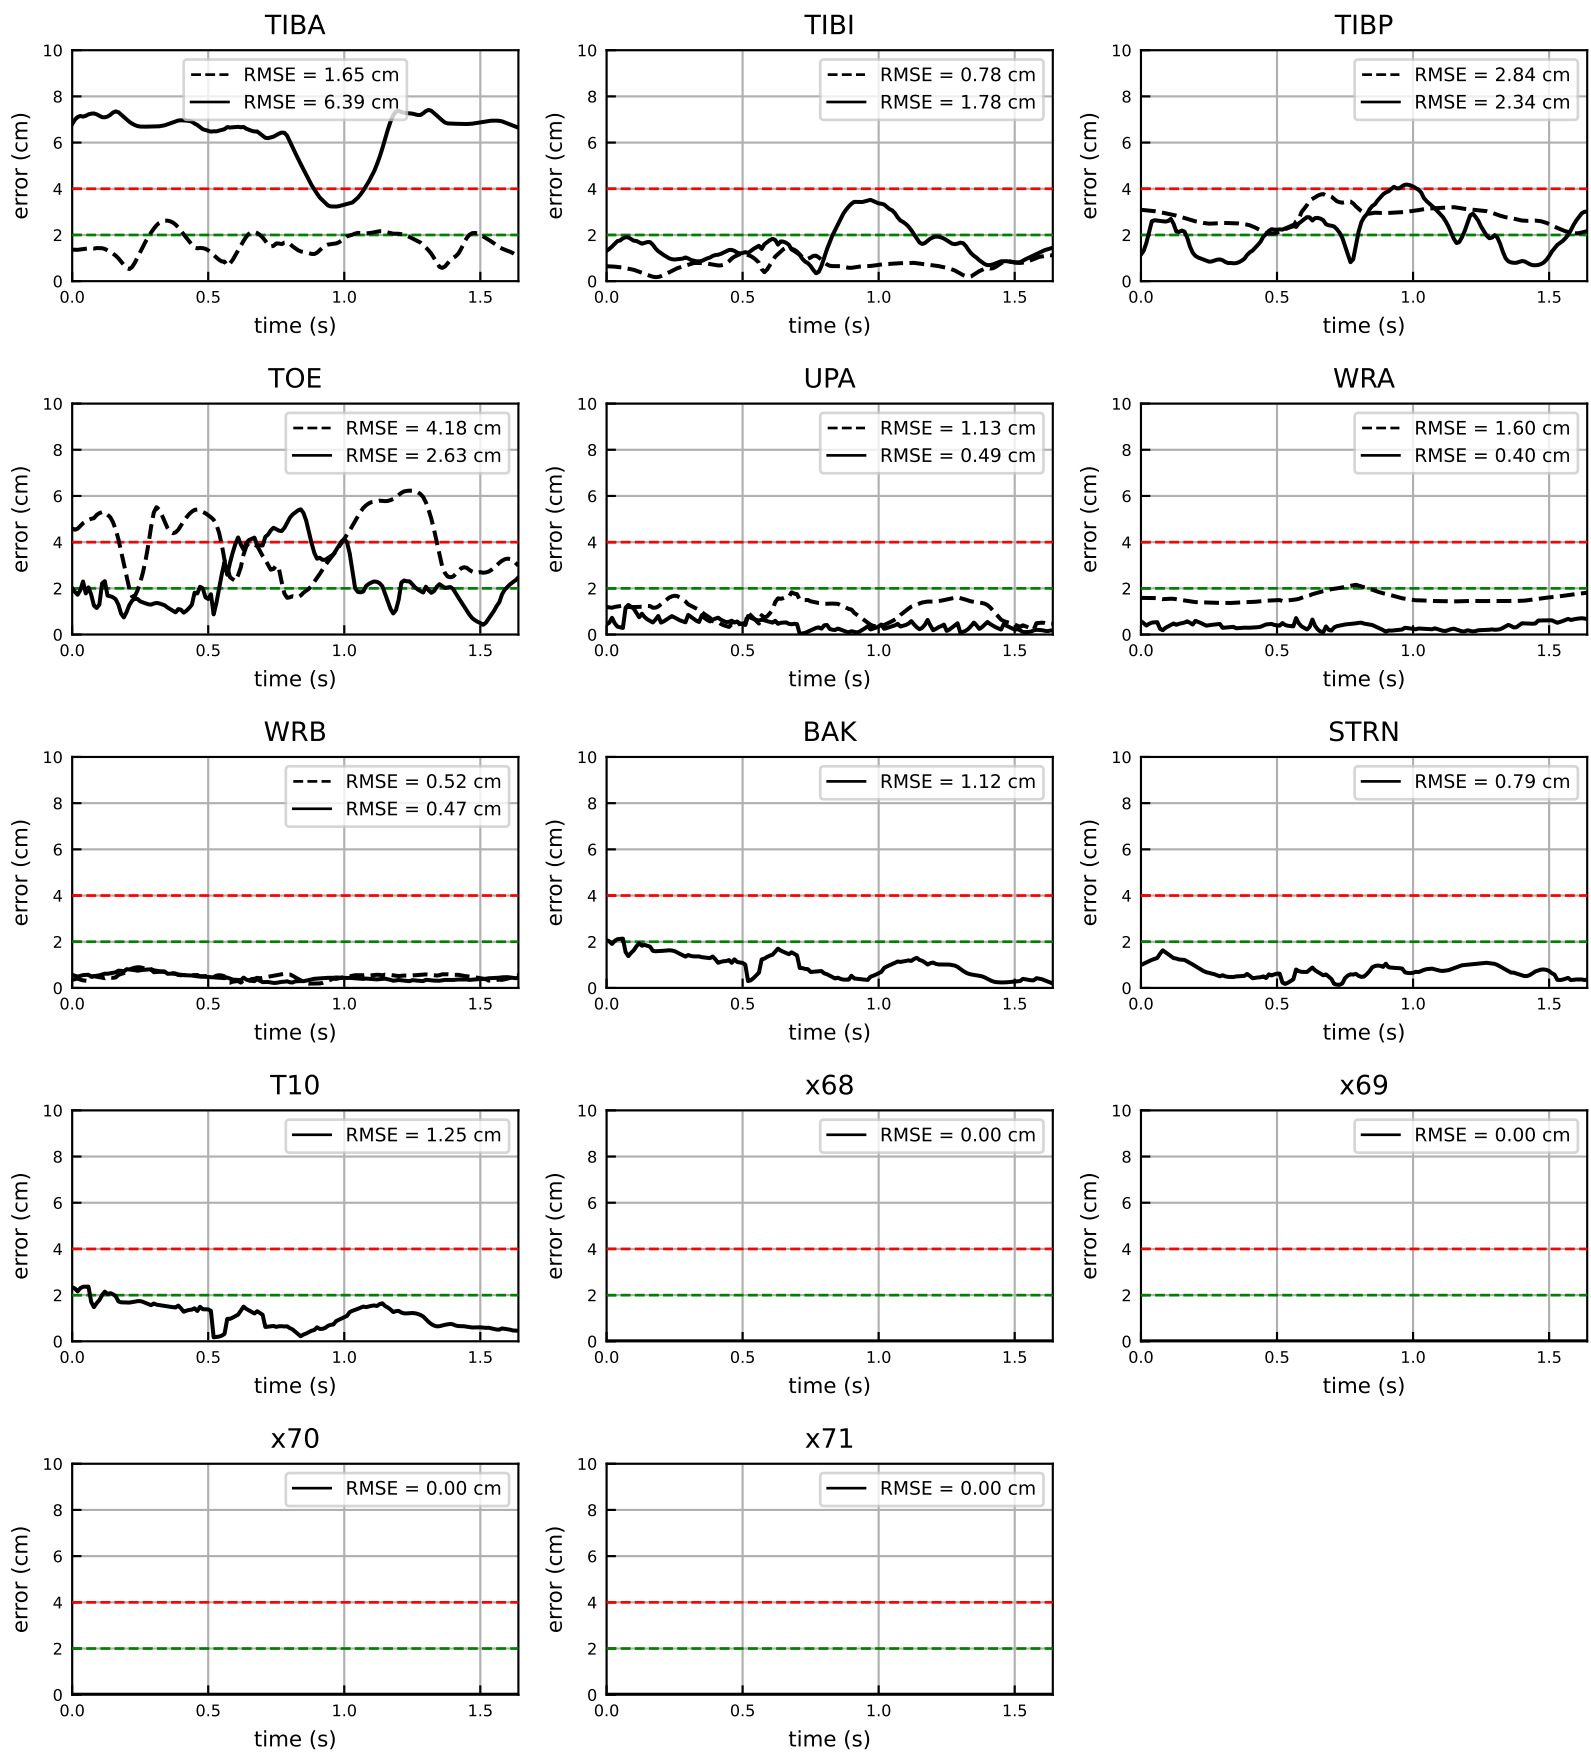 TIBA
TIBI
TIBP
10
8
6
4
2
0
error (cm)
RMSE = 1.65 cm
RMSE = 6.39 cm
0.0 0.5 1.0 1.5
time (s)
10
8
6
4
2
0
error (cm)
RMSE = 0.78 cm
RMSE = 1.78 cm
0.0 0.5 1.0 1.5
time (s)
10
8
6
4
2
0
error (cm)
RMSE = 2.84 cm
RMSE = 2.34 cm
0.0 0.5 1.0 1.5
time (s)
TOE
UPA
WRA
10
8
6
4
2
0
error (cm)
RMSE = 4.18 cm
RMSE = 2.63 cm
0.0 0.5 1.0 1.5
time (s)
10
8
6
4
2
0
error (cm)
RMSE = 1.13 cm
RMSE = 0.49 cm
0.0 0.5 1.0 1.5
time (s)
10
8
6
4
2
0
error (cm)
RMSE = 1.60 cm
RMSE = 0.40 cm
0.0 0.5 1.0 1.5
time (s)
WRB
BAK
STRN
10
8
6
4
2
0
error (cm)
RMSE = 0.52 cm
RMSE = 0.47 cm
0.0 0.5 1.0 1.5
time (s)
10
8
6
4
2
0
error (cm)
RMSE = 1.12 cm
0.0 0.5 1.0 1.5
time (s)
10
8
6
4
2
0
error (cm)
RMSE = 0.79 cm
0.0 0.5 1.0 1.5
time (s)
T10
x68
x69
10
8
6
4
2
0
error (cm)
RMSE = 1.25 cm
0.0 0.5 1.0 1.5
time (s)
10
8
6
4
2
0
error (cm)
RMSE = 0.00 cm
0.0 0.5 1.0 1.5
time (s)
10
8
6
4
2
0
error (cm)
RMSE = 0.00 cm
0.0 0.5 1.0 1.5
time (s)
x70
x71
10
8
6
4
2
0
error (cm)
RMSE = 0.00 cm
0.0 0.5 1.0 1.5
time (s)
10
8
6
4
2
0
error (cm)
RMSE = 0.00 cm
0.0 0.5 1.0 1.5
time (s)